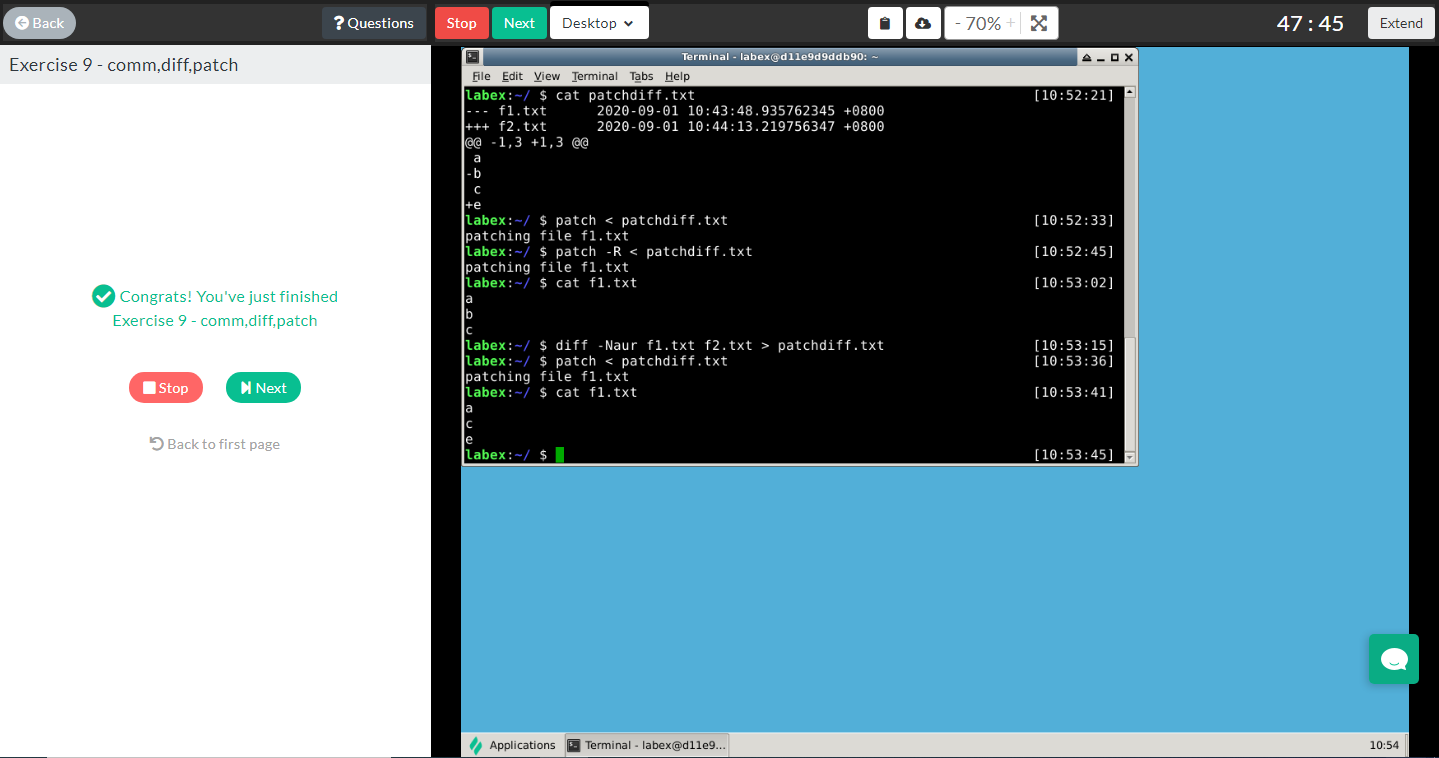 Back
? Questions
Stop
Next
Desktop
- 70% +
47 : 45
Extend
Exercise 9 - comm,diff,patch
Congrats! You've just finished
Exercise 9 - comm,diff,patch
Stop
Next
Back to first page
Terminal - labex@d11e9d9ddb90: ~
File Edit View Terminal Tabs Help
labex:~/ $ cat patchdiff.txt [10:52:21]
--- f1.txt 2020-09-01 10:43:48.935762345 +0800
+++ f2.txt 2020-09-01 10:44:13.219756347 +0800
@@ -1,3 +1,3 @@
 a
-b
 c
+e
labex:~/ $ patch < patchdiff.txt [10:52:33]
patching file f1.txt
labex:~/ $ patch -R < patchdiff.txt [10:52:45]
patching file f1.txt
labex:~/ $ cat f1.txt [10:53:02]
a
b
c
labex:~/ $ diff -Naur f1.txt f2.txt > patchdiff.txt [10:53:15]
labex:~/ $ patch < patchdiff.txt [10:53:36]
patching file f1.txt
labex:~/ $ cat f1.txt [10:53:41]
a
c
e
labex:~/ $ [10:53:45]
Applications
Terminal - labex@d11e9...
10:54